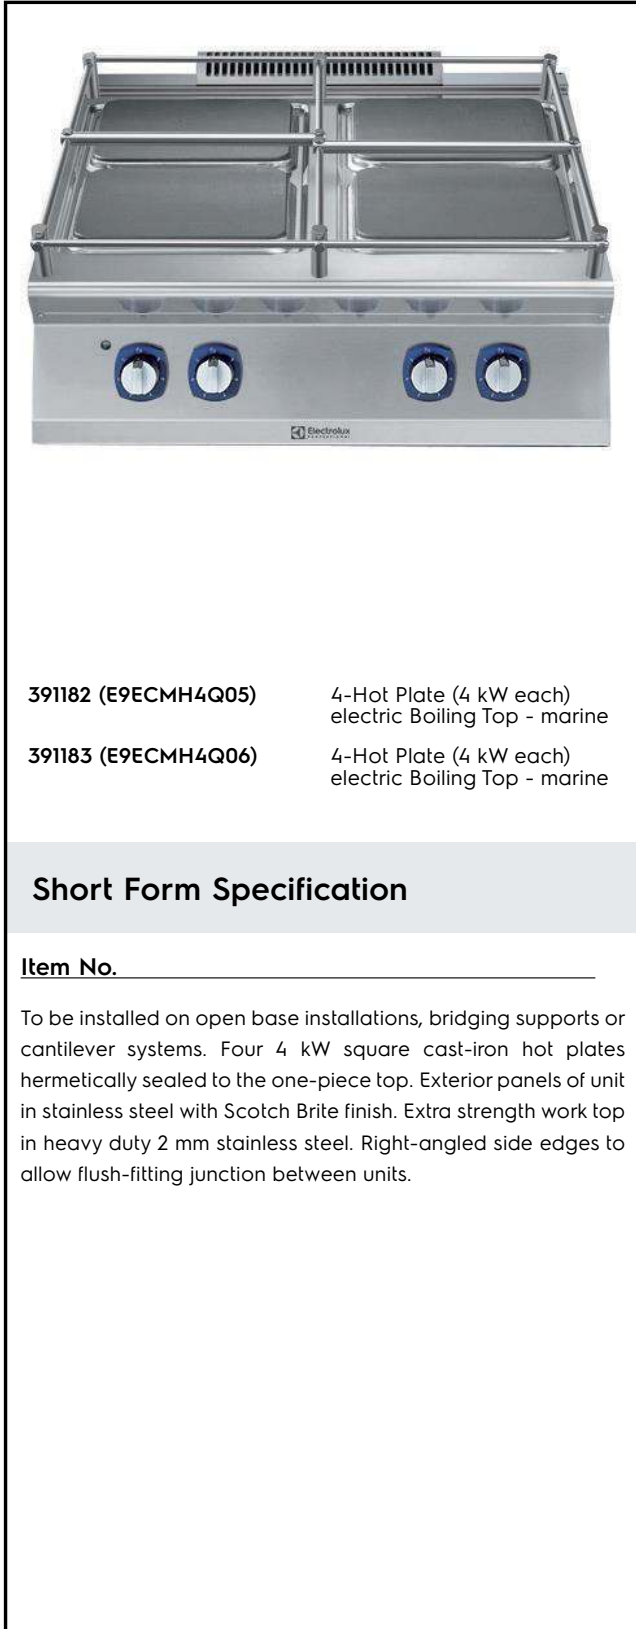 Electrolux
PROFESSIONAL
391182 (E9ECMH4Q05) 4-Hot Plate (4 kW each)
electric Boiling Top - marine
391183 (E9ECMH4Q06) 4-Hot Plate (4 kW each)
electric Boiling Top - marine
Short Form Specification
Item No.
To be installed on open base installations, bridging supports or
cantilever systems. Four 4 kW square cast-iron hot plates
hermetically sealed to the one-piece top. Exterior panels of unit
in stainless steel with Scotch Brite finish. Extra strength work top
in heavy duty 2 mm stainless steel. Right-angled side edges to
allow flush-fitting junction between units.